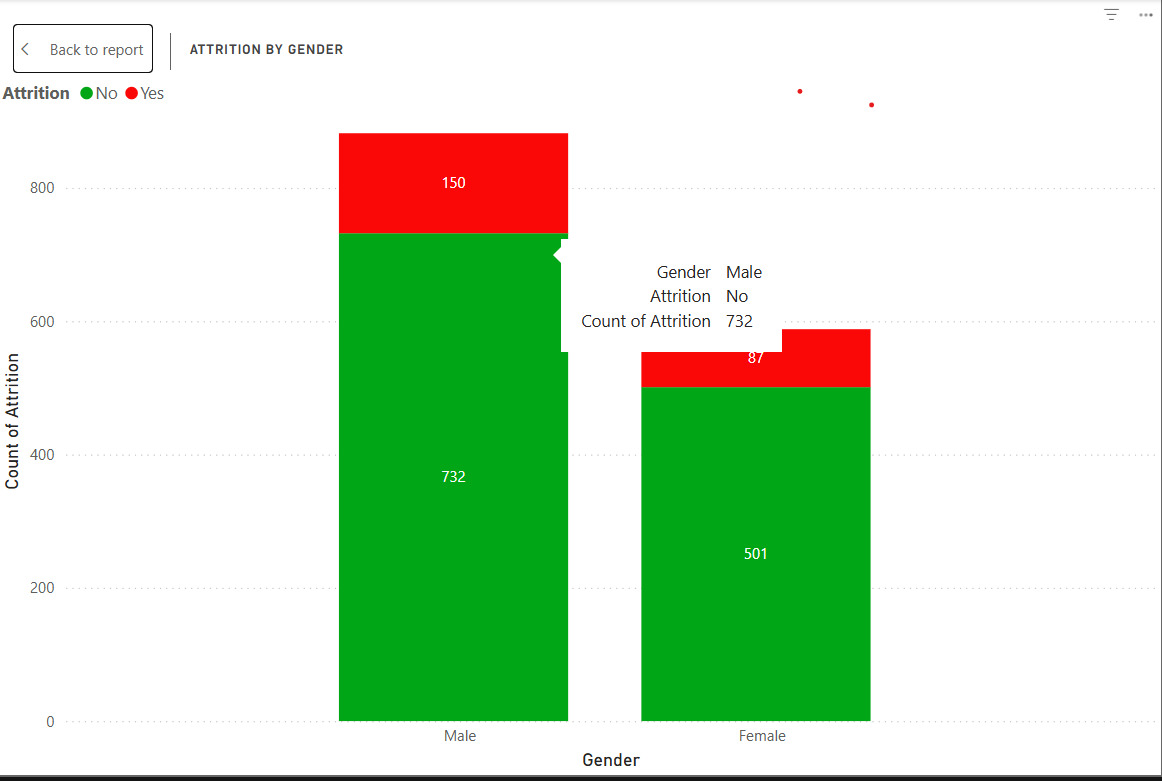 Back to report
ATTRITION BY GENDER
Attrition No Yes
800
600
400
200
0
Count of Attrition
150
732
Gender Male
Attrition No
Count of Attrition 732
87
501
Male Female
Gender